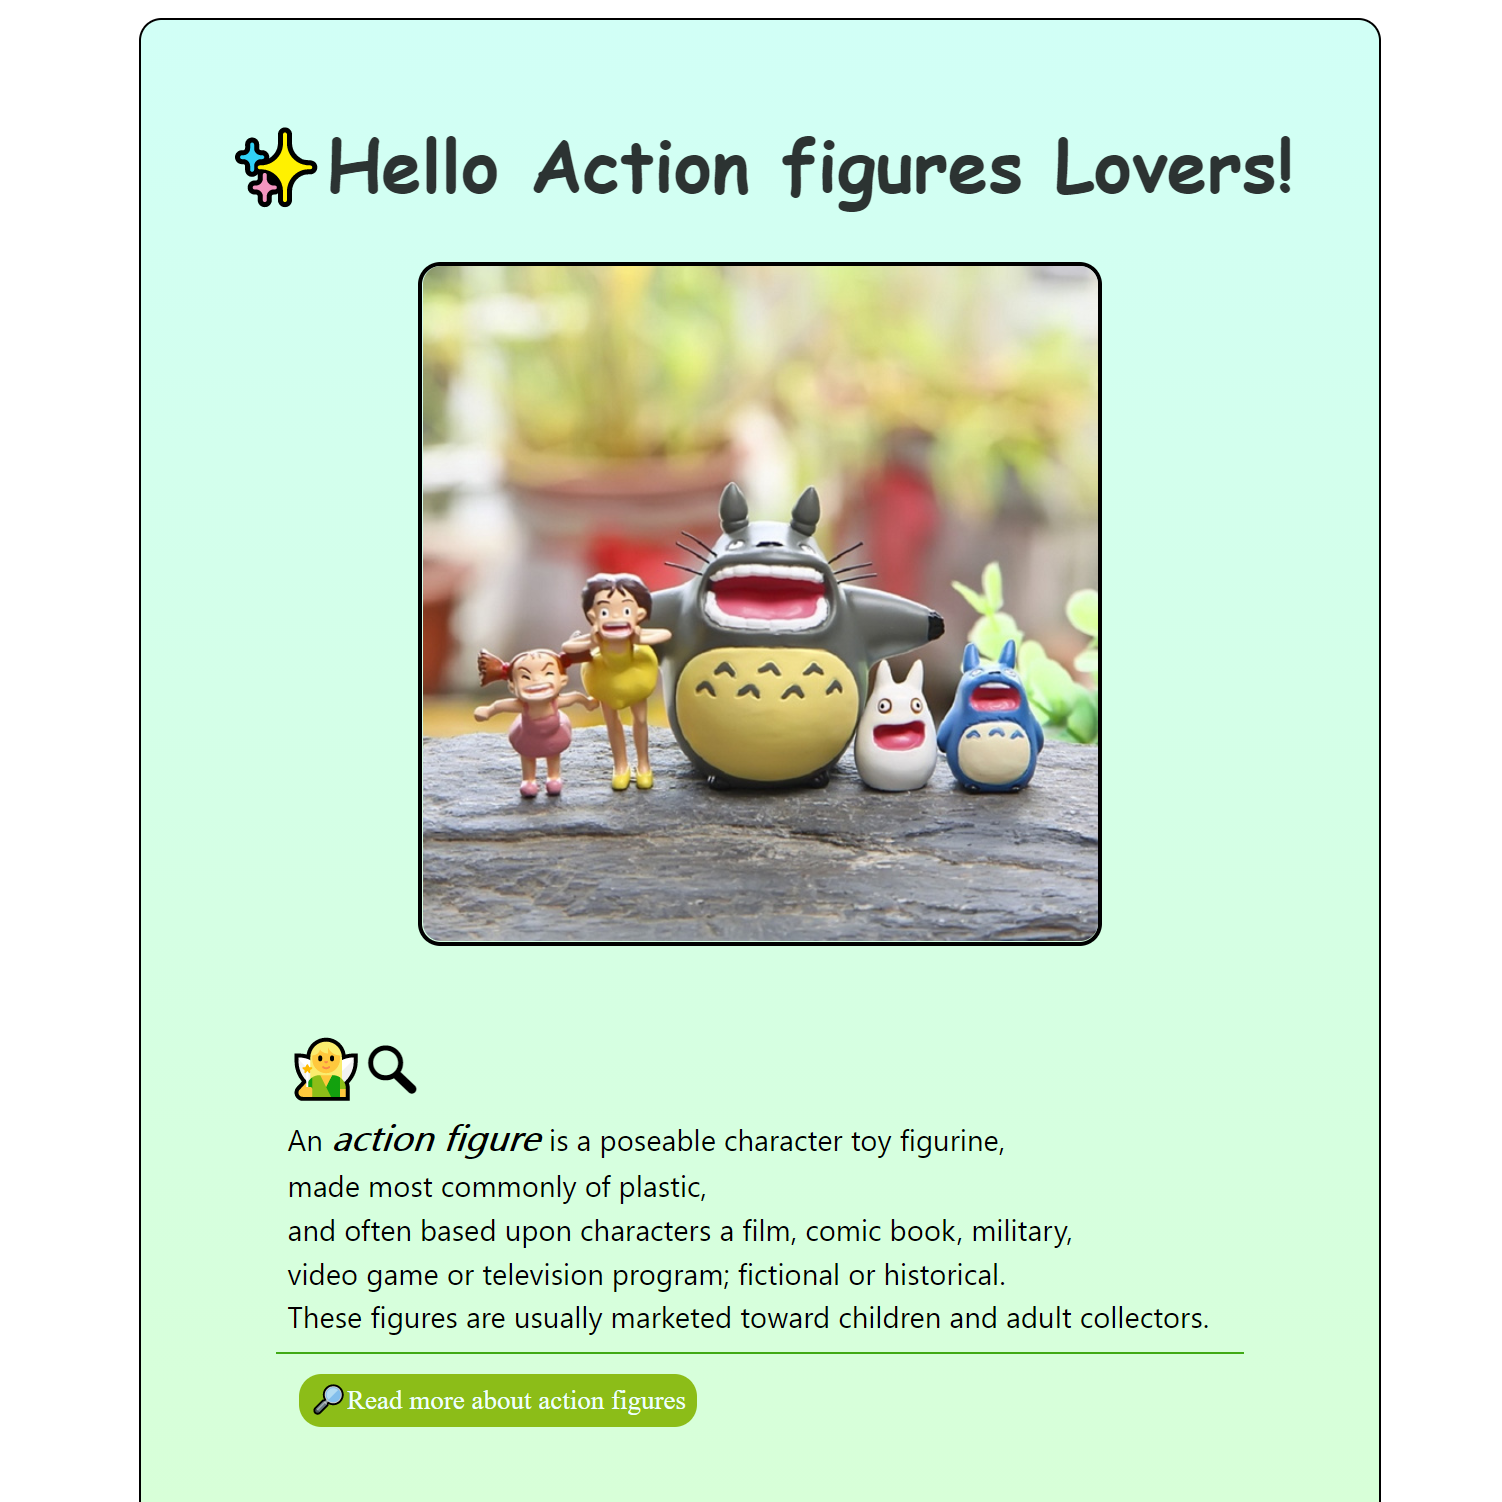 ✨Hello Action figures Lovers!
An action figure is a poseable character toy figurine,
made most commonly of plastic,
and often based upon characters a film, comic book, military,
video game or television program; fictional or historical.
These figures are usually marketed toward children and adult collectors.
🔎Read more about action figures